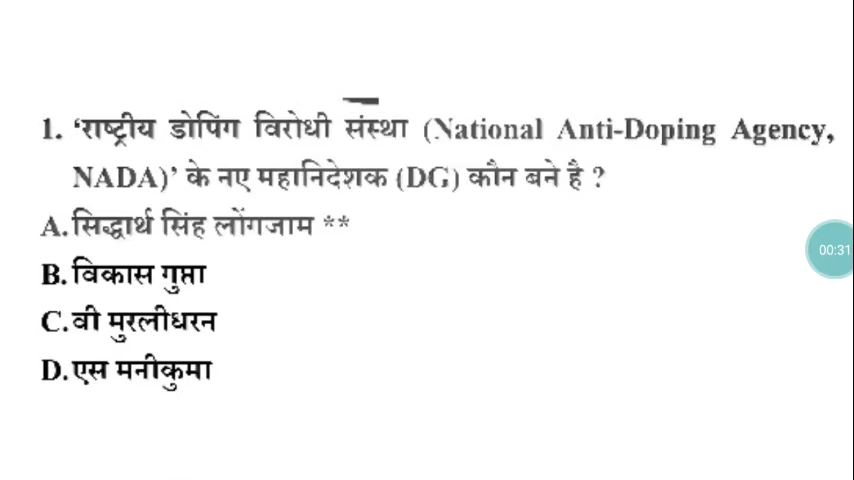 1. ‘राष्ट्रीय डोपिंग विरोधी संस्था (National Anti-Doping Agency,
NADA)’ के नए महानिदेशक (DG) कौन बने है ?
A. सिद्धार्थ सिंह लोंगजाम **
B. विकास गुप्ता
C. वी मुरलीधरन
D. एस मनीकुमा
00:31